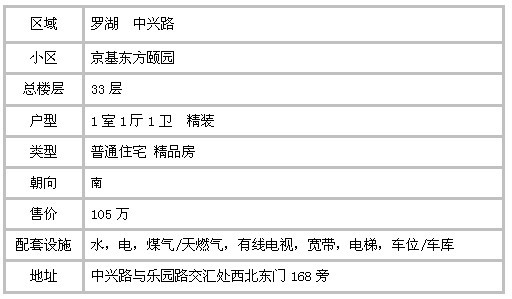 区域 罗湖 中兴路
小区 京基东方颐园
总楼层 33 层
户型 1 室 1 厅 1 卫 精装
类型 普通住宅 精品房
朝向 南
售价 105 万
配套设施 水，电，煤气/天燃气，有线电视，宽带，电梯，车位/车库
地址 中兴路与乐园路交汇处西北东门 168 旁